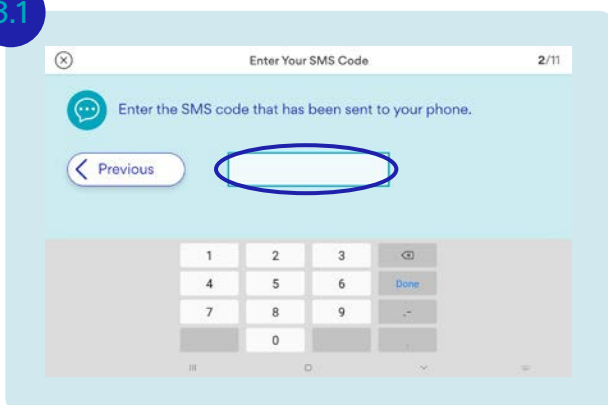 3.1
Enter Your SMS Code 2/11
Enter the SMS code that has been sent to your phone.
Previous
1 2 3
4 5 6 Done
7 8 9 .-
0 ,